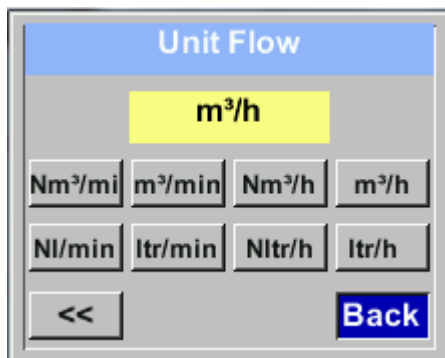 Unit Flow
m³/h
Nm³/mi m³/min Nm³/h m³/h
Nl/min ltr/min Nltr/h ltr/h
<< Back